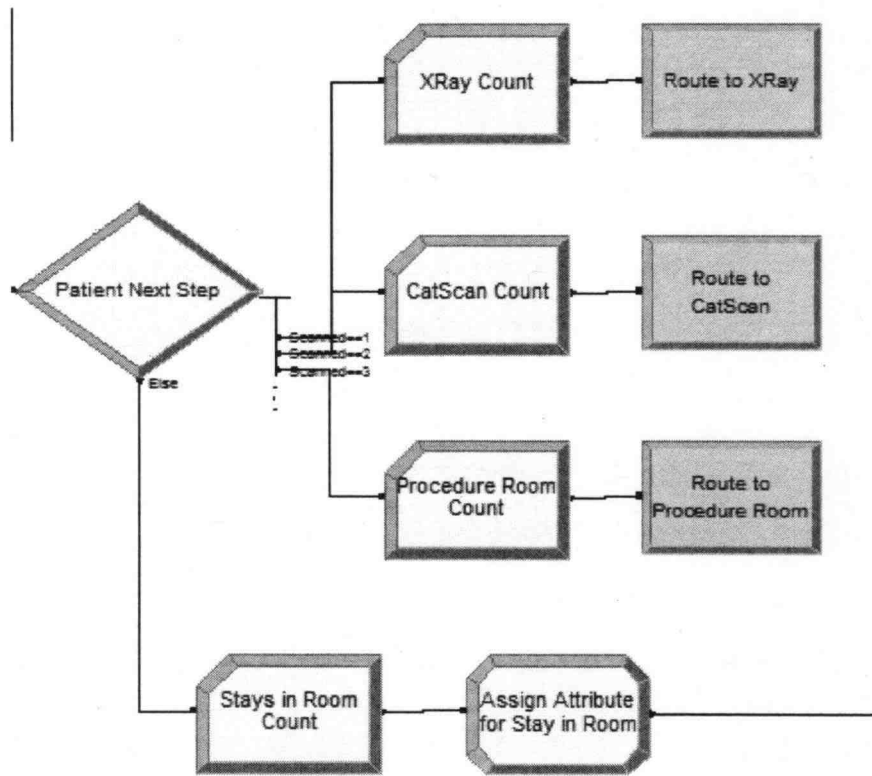 XRay Count
Route to XRay
Patient Next Step
CatScan Count
Route to
CatScan
Scanned==1
Scanned==2
Scanned==3
Else
Procedure Room
Count
Route to
Procedure Room
Stays in Room
Count
Assign Attribute
for Stay in Room